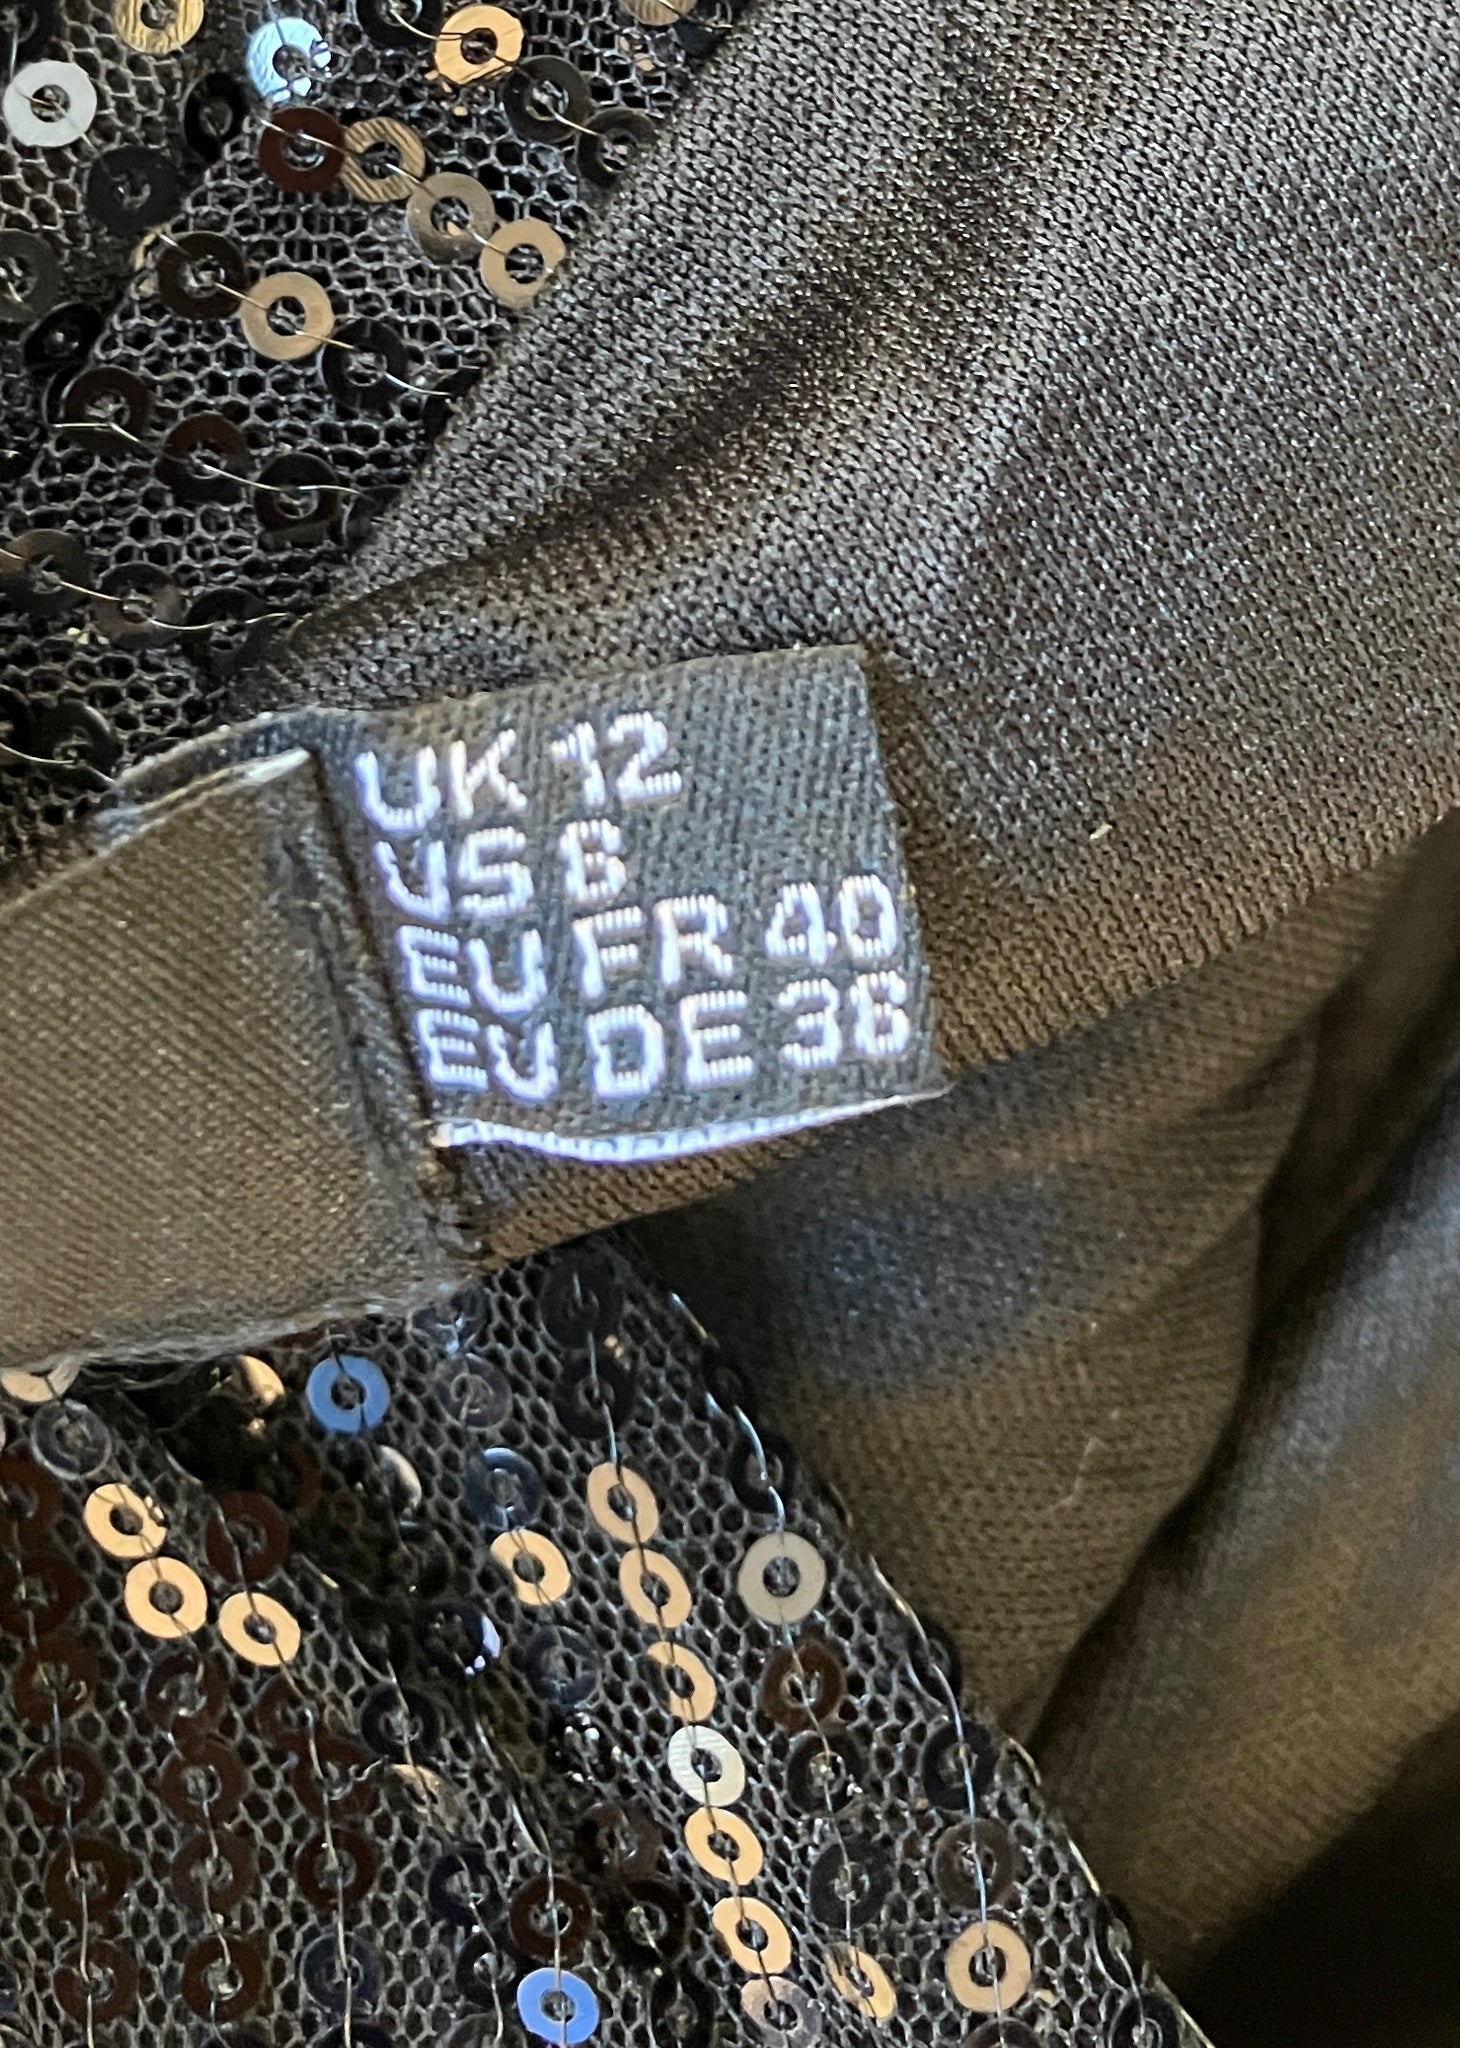 UK 12
US 8
EU FR 40
EU DE 38